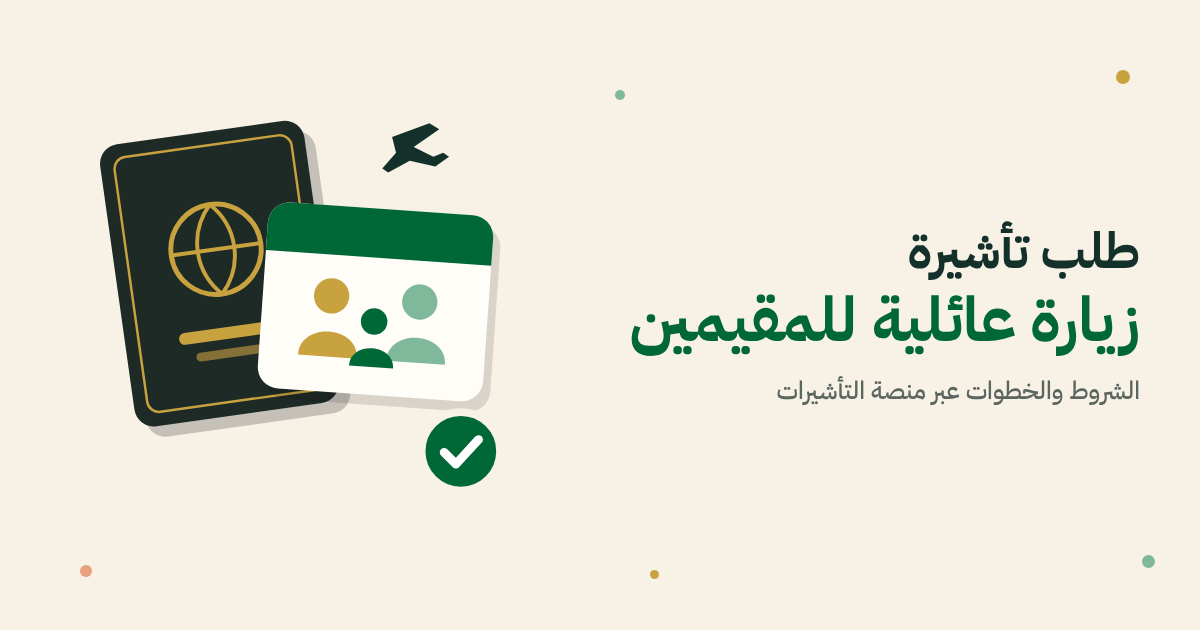 طلب تأشيرة
زيارة عائلية للمقيمين
الشروط والخطوات عبر منصة التأشيرات